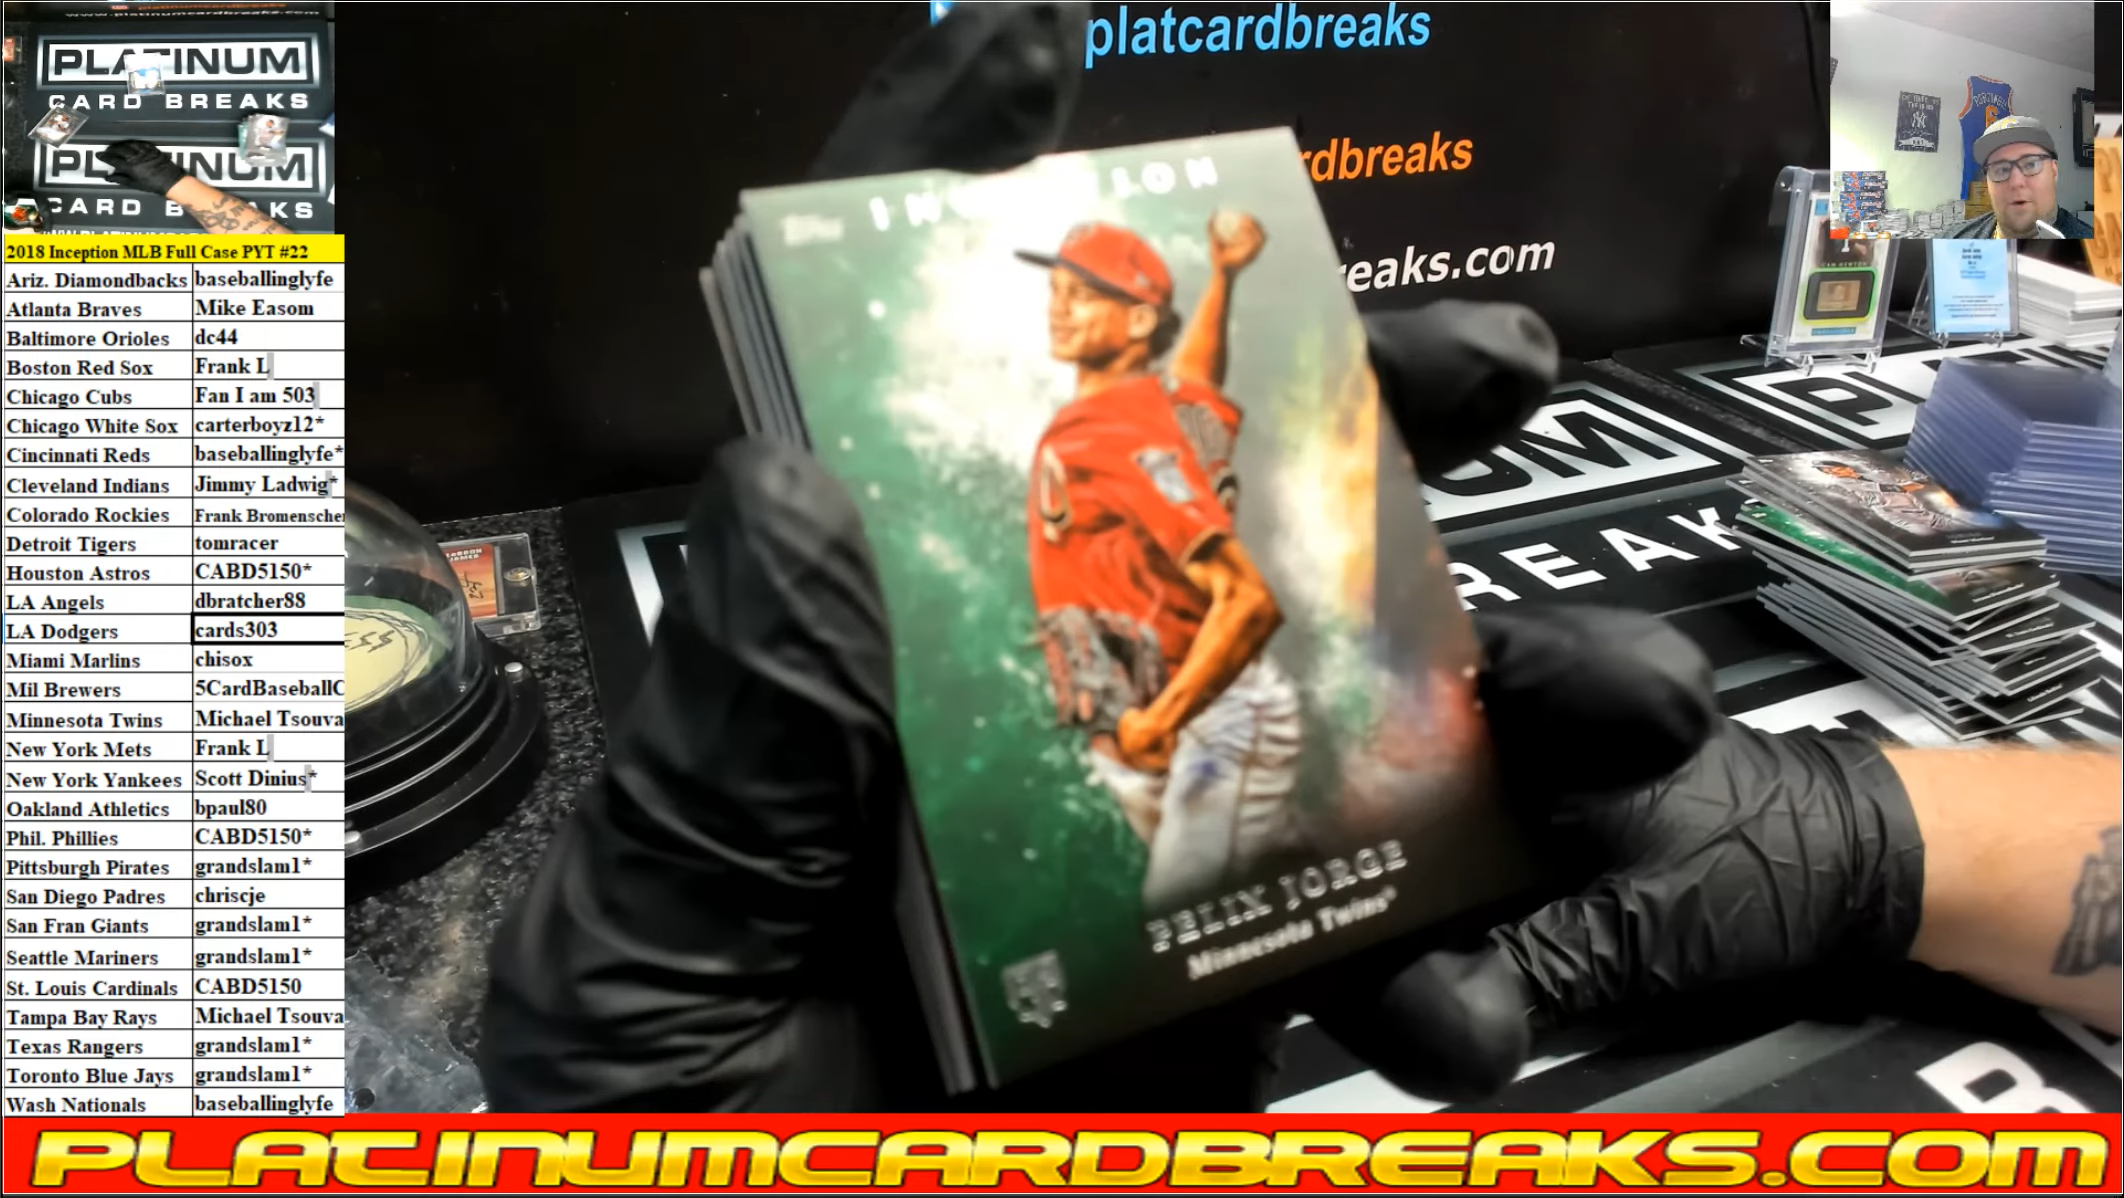 PLATINUM
CARD BREAKS
PLATINUM
CARD BREAKS
2018 Inception MLB Full Case PYT #22
Ariz. Diamondbacks baseballinglyfe
Atlanta Braves Mike Easom
Baltimore Orioles dc44
Boston Red Sox Frank L
Chicago Cubs Fan I am 503
Chicago White Sox carterboyz12*
Cincinnati Reds baseballinglyfe*
Cleveland Indians Jimmy Ladwig*
Colorado Rockies Frank Bromenscher
Detroit Tigers tomracer
Houston Astros CABD5150*
LA Angels dbratcher88
LA Dodgers cards303
Miami Marlins chisox
Mil Brewers 5CardBaseballC
Minnesota Twins Michael Tsouva
New York Mets Frank L
New York Yankees Scott Dinius*
Oakland Athletics bpaul80
Phil. Phillies CABD5150*
Pittsburgh Pirates grandslam1*
San Diego Padres chriscje
San Fran Giants grandslam1*
Seattle Mariners grandslam1*
St. Louis Cardinals CABD5150
Tampa Bay Rays Michael Tsouva
Texas Rangers grandslam1*
Toronto Blue Jays grandslam1*
Wash Nationals baseballinglyfe
platcardbreaks
rdbreaks
reaks.com
FELIX JORGE
Minnesota Twins
BREAK
PLATINUMCARDBREAKS.COM